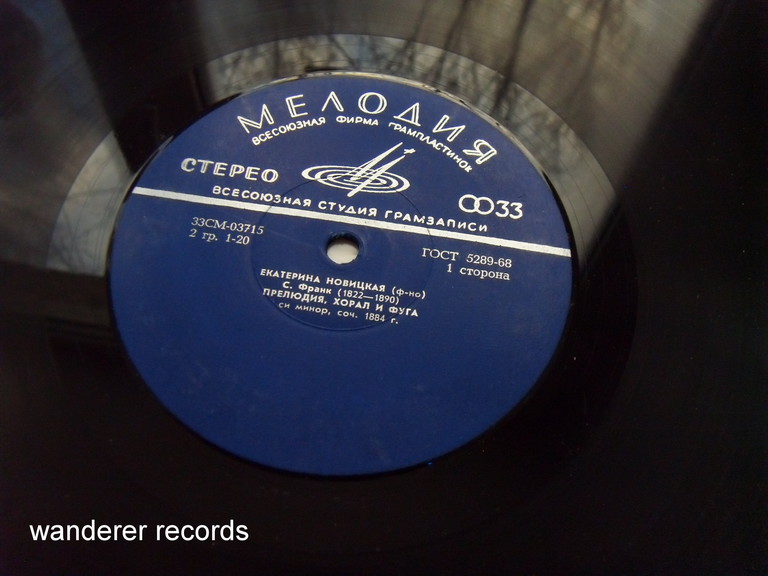 МЕЛОДИЯ
ВСЕСОЮЗНАЯ ФИРМА ГРАМПЛАСТИНОК
СТЕРЕО
33
ВСЕСОЮЗНАЯ СТУДИЯ ГРАМЗАПИСИ
33СМ-03715
2 гр. 1-20
ГОСТ 5289-68
1 сторона
ЕКАТЕРИНА НОВИЦКАЯ (ф-но)
С. Франк (1822—1890)
ПРЕЛЮДИЯ, ХОРАЛ И ФУГА
си минор, соч. 1884 г.
wanderer records